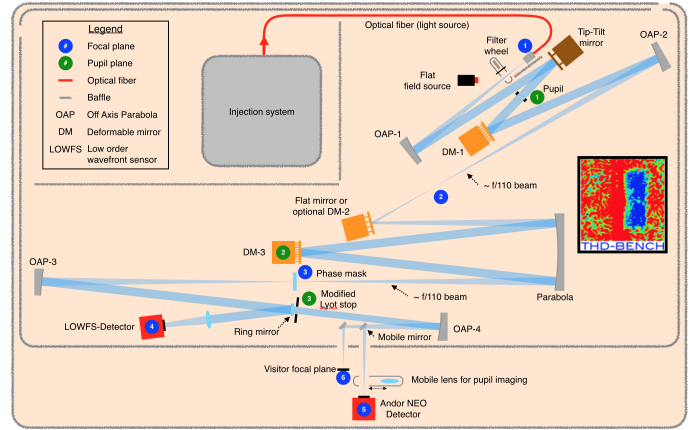 Legend
# Focal plane
# Pupil plane
Optical fiber
Baffle
OAP Off Axis Parabola
DM Deformable mirror
LOWFS Low order
wavefront sensor
Optical fiber (light source)
Injection system
Filter
wheel
1
Tip-Tilt
mirror
OAP-2
Flat
field source
Pupil
1
OAP-1
DM-1
~ f/110 beam
2
Flat mirror or
optional DM-2
THD-BENCH
DM-3
2
OAP-3
3
Phase mask
~ f/110 beam
Parabola
3
Modified
Lyot stop
LOWFS-Detector
4
Ring mirror
OAP-4
Mobile mirror
Visitor focal plane
6
Mobile lens for pupil imaging
5
Andor NEO
Detector